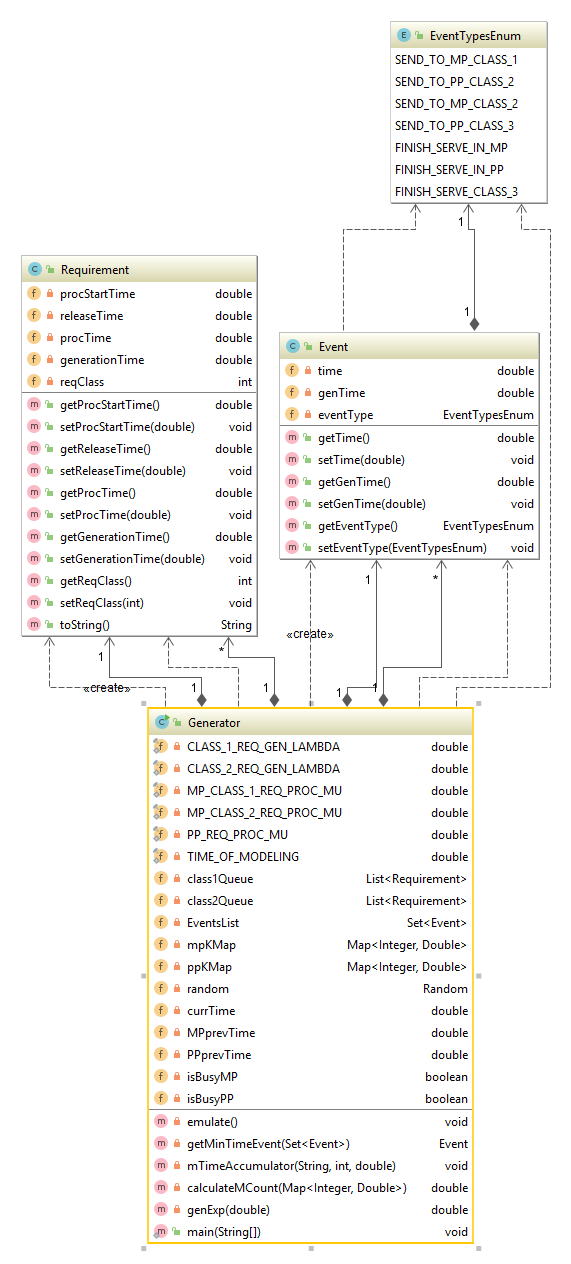 EventTypesEnum
SEND_TO_MP_CLASS_1
SEND_TO_PP_CLASS_2
SEND_TO_MP_CLASS_2
SEND_TO_PP_CLASS_3
FINISH_SERVE_IN_MP
FINISH_SERVE_IN_PP
FINISH_SERVE_CLASS_3
1
1
Requirement
procStartTime double
releaseTime double
procTime double
generationTime double
reqClass int
getProcStartTime() double
setProcStartTime(double) void
getReleaseTime() double
setReleaseTime(double) void
getProcTime() double
setProcTime(double) void
getGenerationTime() double
setGenerationTime(double) void
getReqClass() int
setReqClass(int) void
toString() String
Event
time double
genTime double
eventType EventTypesEnum
getTime() double
setTime(double) void
getGenTime() double
setGenTime(double) void
getEventType() EventTypesEnum
setEventType(EventTypesEnum) void
1 * 1 *
«create»
«create»
1 1 1 1
Generator
CLASS_1_REQ_GEN_LAMBDA double
CLASS_2_REQ_GEN_LAMBDA double
MP_CLASS_1_REQ_PROC_MU double
MP_CLASS_2_REQ_PROC_MU double
PP_REQ_PROC_MU double
TIME_OF_MODELING double
class1Queue List<Requirement>
class2Queue List<Requirement>
EventsList Set<Event>
mpKMap Map<Integer, Double>
ppKMap Map<Integer, Double>
random Random
currTime double
MPprevTime double
PPprevTime double
isBusyMP boolean
isBusyPP boolean
emulate() void
getMinTimeEvent(Set<Event>) Event
mTimeAccumulator(String, int, double) void
calculateMCount(Map<Integer, Double>) double
genExp(double) double
main(String[]) void